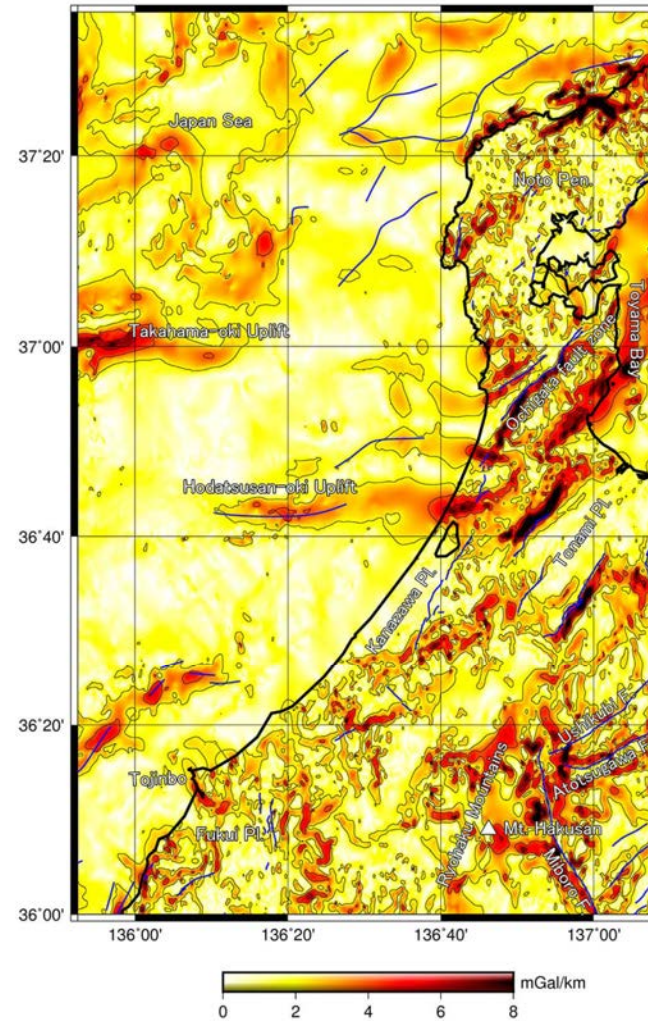 Japan Sea
37°20'
Noto Pen.
Toyama Bay
Takahama-oki Uplift
37°00'
Ochigata fault zone
Hodatsusan-oki Uplift
36°40'
Tonami Pl.
Kanazawa Pl.
36°20'
Ushikubi F.
Atotsugawa F.
Tojinbo
Ryohaku Mountains
Mt. Hakusan
Fukui Pl.
Miboro F.
36°00'
136°00' 136°20' 136°40' 137°00'
mGal/km
0 2 4 6 8